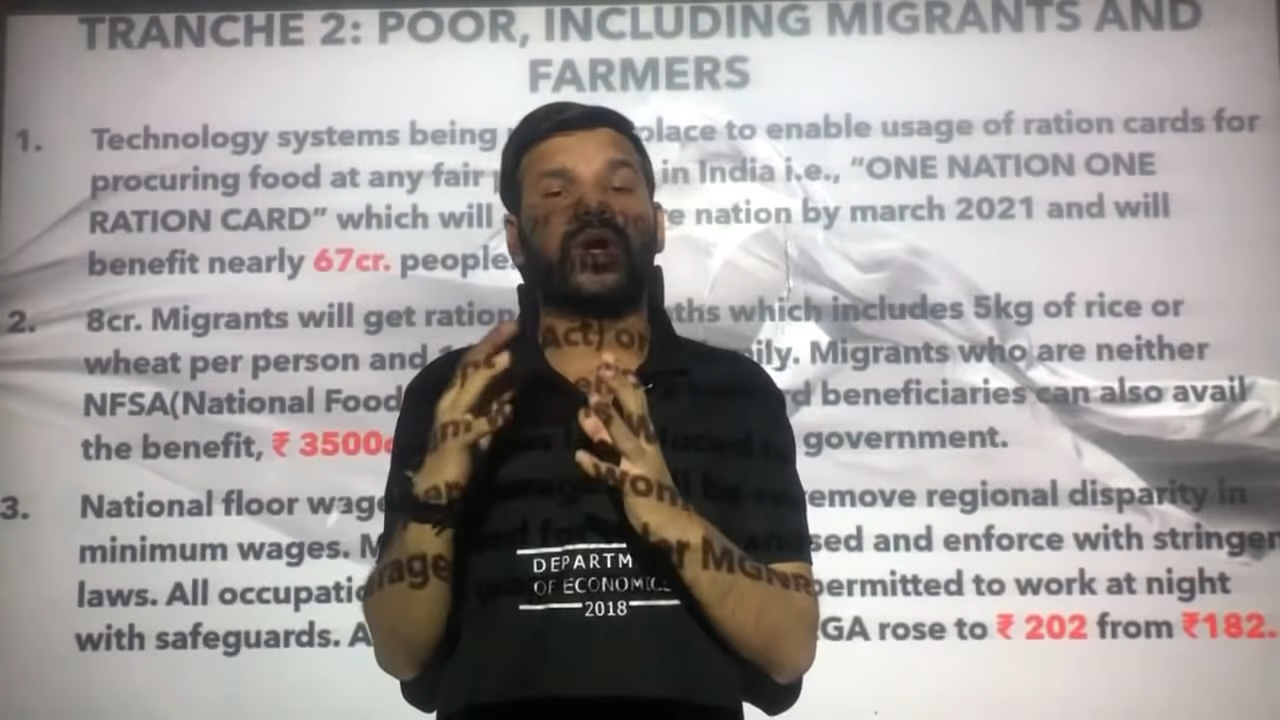 TRANCHE 2: POOR, INCLUDING MIGRANTS AND
FARMERS
1. Technology systems being place to enable usage of ration cards for
procuring food at any fair in India i.e., “ONE NATION ONE
RATION CARD” which will nation by march 2021 and will
benefit nearly 67cr. people
2. 8cr. Migrants will get ration which includes 5kg of rice or
wheat per person and Migrants who are neither
NFSA(National Food Act) or beneficiaries can also avail
the benefit, ₹ 3500 government.
3. National floor wage remove regional disparity in
minimum wages. and enforce with stringen
laws. All permitted to work at night
with safeguards. rose to ₹ 202 from ₹182.
DEPARTM
OF ECONOMIC
2018